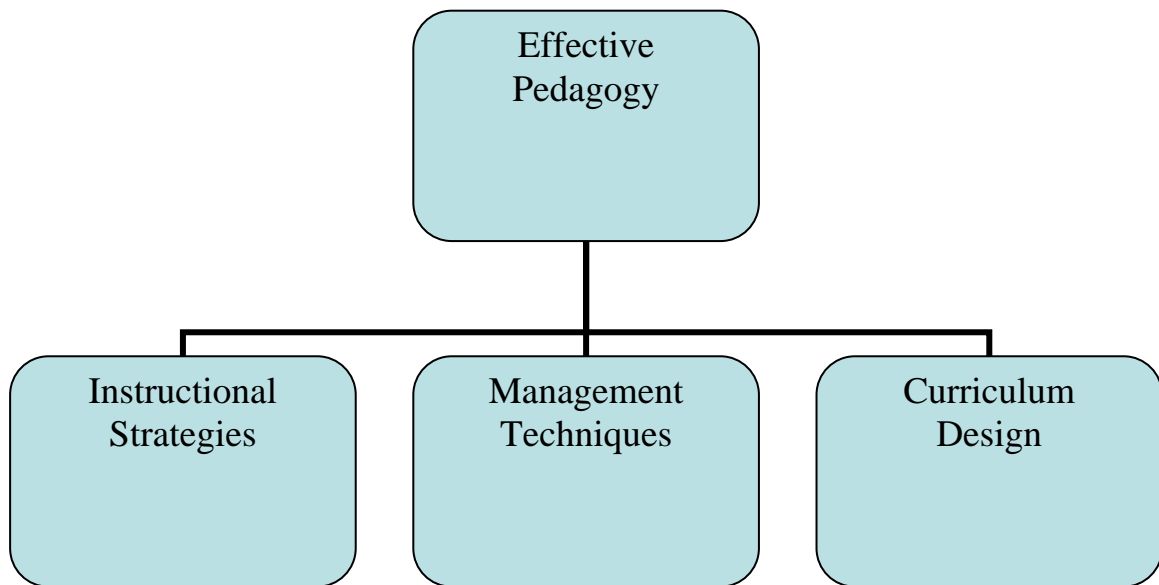 Effective
Pedagogy
Instructional
Strategies
Management
Techniques
Curriculum
Design